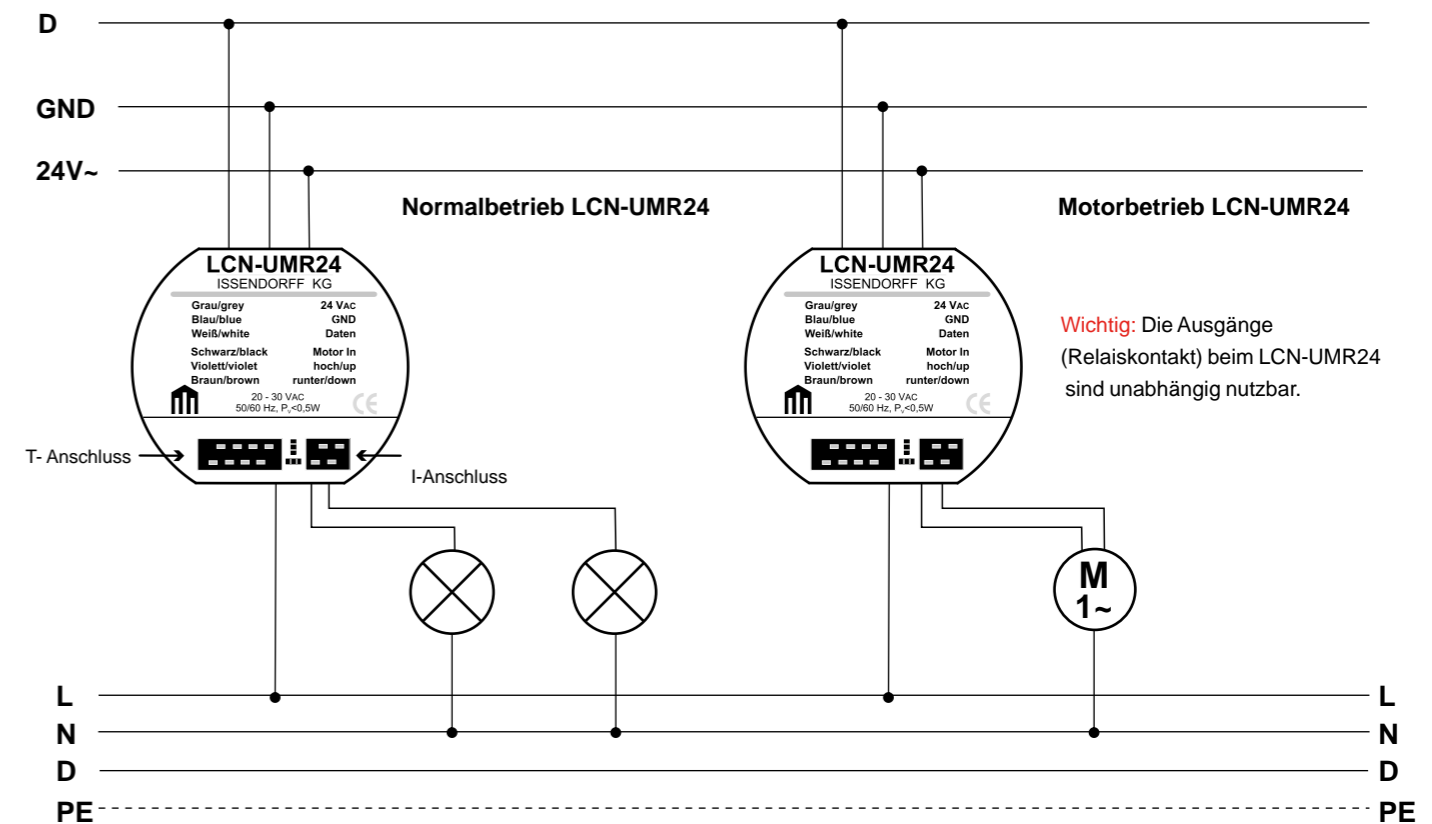 D
GND
24V~
Normalbetrieb LCN-UMR24
Motorbetrieb LCN-UMR24
LCN-UMR24
ISSENDORFF KG
Grau/grey 24 VAC
Blau/blue GND
Weiß/white Daten
Schwarz/black Motor In
Violett/violet hoch/up
Braun/brown runter/down
20 - 30 VAC
50/60 Hz, Pv<0,5W
CE
LCN-UMR24
ISSENDORFF KG
Grau/grey 24 VAC
Blau/blue GND
Weiß/white Daten
Schwarz/black Motor In
Violett/violet hoch/up
Braun/brown runter/down
20 - 30 VAC
50/60 Hz, Pv<0,5W
CE
Wichtig: Die Ausgänge
(Relaiskontakt) beim LCN-UMR24
sind unabhängig nutzbar.
T- Anschluss
I-Anschluss
M
1~
L L
N N
D D
PE PE